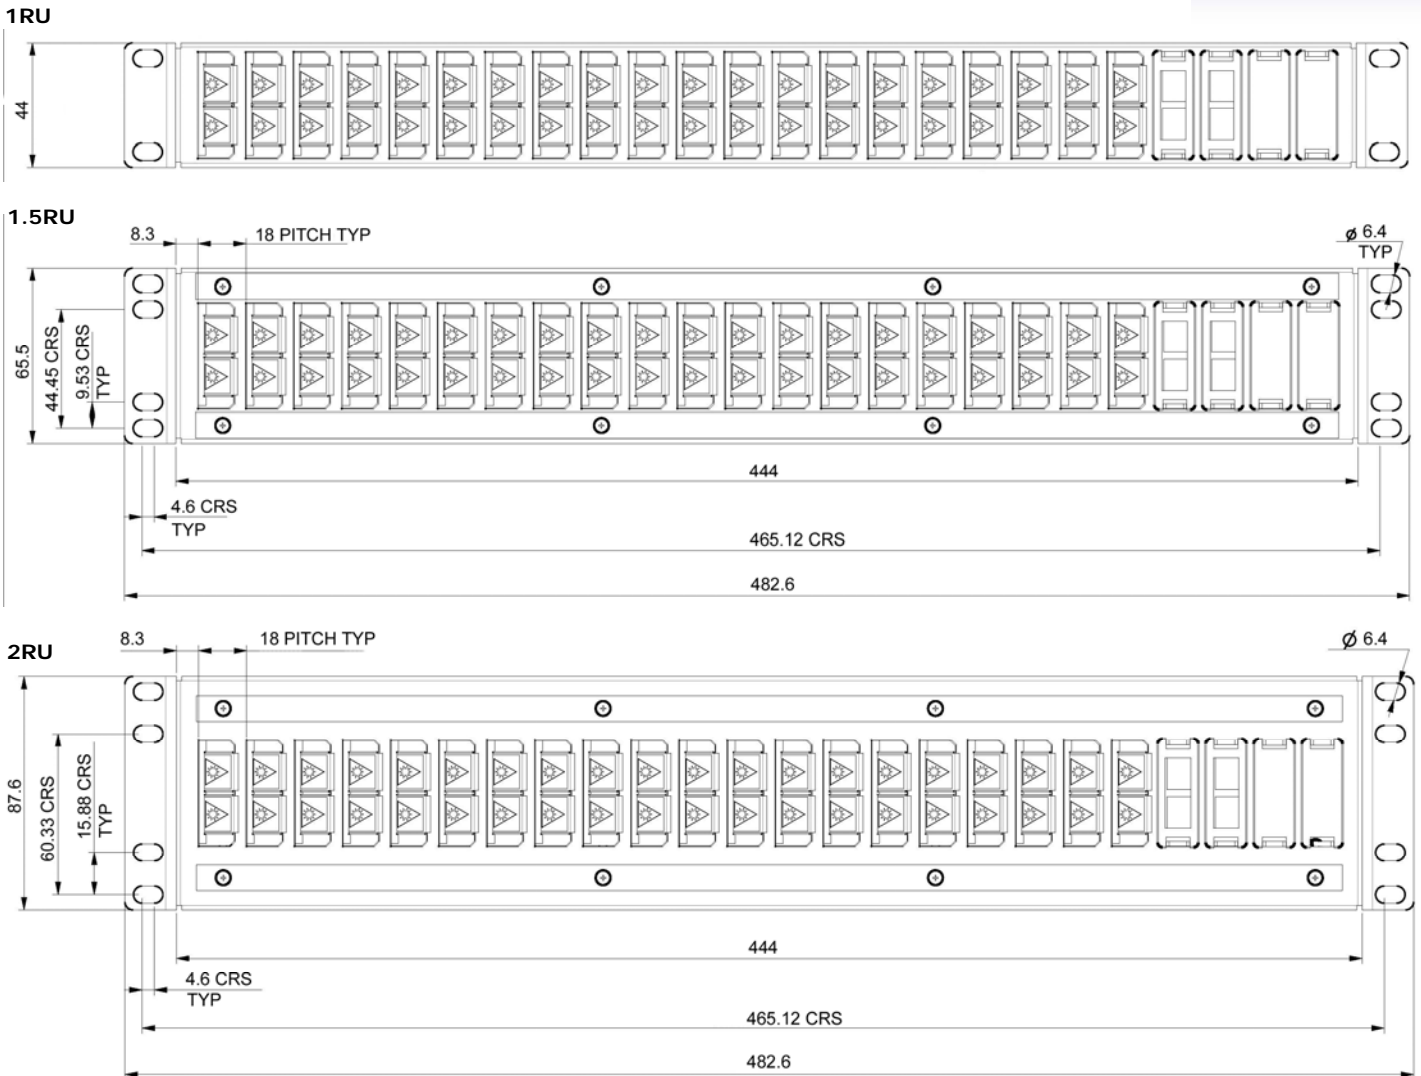 1RU
44
1.5RU
8.3
18 PITCH TYP
ø 6.4
TYP
65.5
44.45 CRS
9.53 CRS
TYP
444
4.6 CRS
TYP
465.12 CRS
482.6
8.3
18 PITCH TYP
Ø 6.4
2RU
87.6
60.33 CRS
15.88 CRS
TYP
444
4.6 CRS
TYP
465.12 CRS
482.6